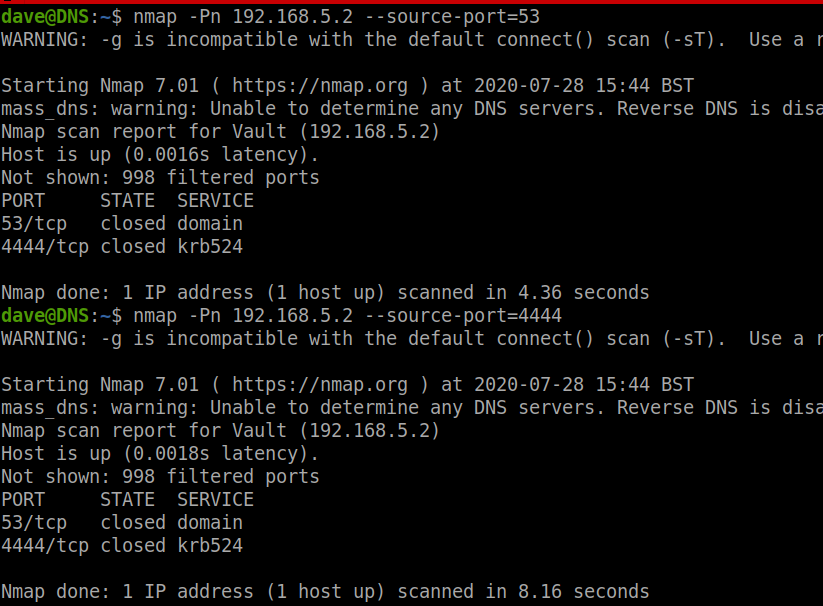 dave@DNS:~$ nmap -Pn 192.168.5.2 --source-port=53
WARNING: -g is incompatible with the default connect() scan (-sT).  Use a r

Starting Nmap 7.01 ( https://nmap.org ) at 2020-07-28 15:44 BST
mass_dns: warning: Unable to determine any DNS servers. Reverse DNS is disa
Nmap scan report for Vault (192.168.5.2)
Host is up (0.0016s latency).
Not shown: 998 filtered ports
PORT     STATE  SERVICE
53/tcp   closed domain
4444/tcp closed krb524

Nmap done: 1 IP address (1 host up) scanned in 4.36 seconds
dave@DNS:~$ nmap -Pn 192.168.5.2 --source-port=4444
WARNING: -g is incompatible with the default connect() scan (-sT).  Use a r

Starting Nmap 7.01 ( https://nmap.org ) at 2020-07-28 15:44 BST
mass_dns: warning: Unable to determine any DNS servers. Reverse DNS is disa
Nmap scan report for Vault (192.168.5.2)
Host is up (0.0018s latency).
Not shown: 998 filtered ports
PORT     STATE  SERVICE
53/tcp   closed domain
4444/tcp closed krb524

Nmap done: 1 IP address (1 host up) scanned in 8.16 seconds